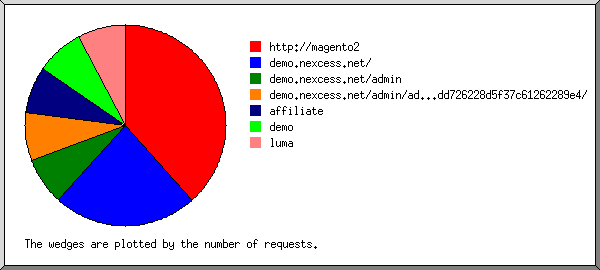 http://magento2
demo.nexcess.net/
demo.nexcess.net/admin
demo.nexcess.net/admin/ad...dd726228d5f37c61262289e4/
affiliate
demo
luma
The wedges are plotted by the number of requests.